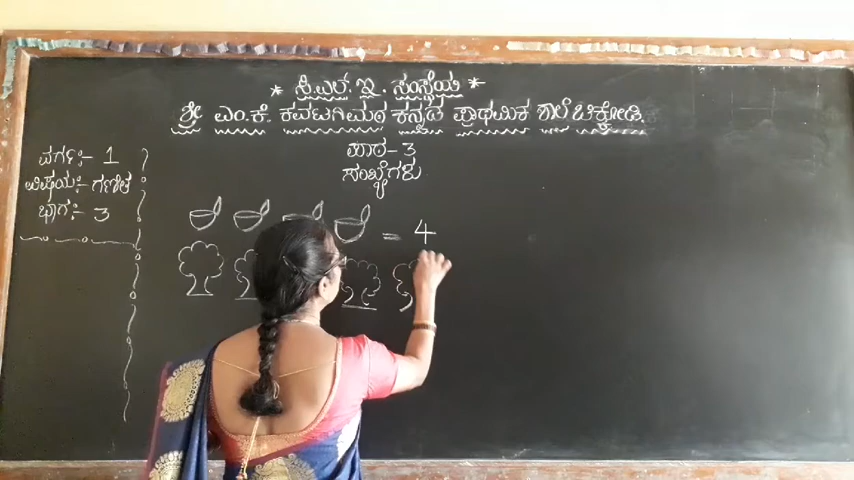 * ಸಿ.ಎಲ್.ಇ. ಸಂಸ್ಥೆಯ *
ಶ್ರೀ ಎಂ.ಕೆ. ಕವಟಗಿಮಠ ಕನ್ನಡ ಪ್ರಾಥಮಿಕ ಶಾಲೆ ಚಿಕ್ಕೋಡಿ.
ಪಾಠ-3
ಸಂಖ್ಯೆಗಳು
ವರ್ಗ:- 1
ವಿಷಯ:- ಗಣಿತ
ಭಾಗ:- 3
= 4